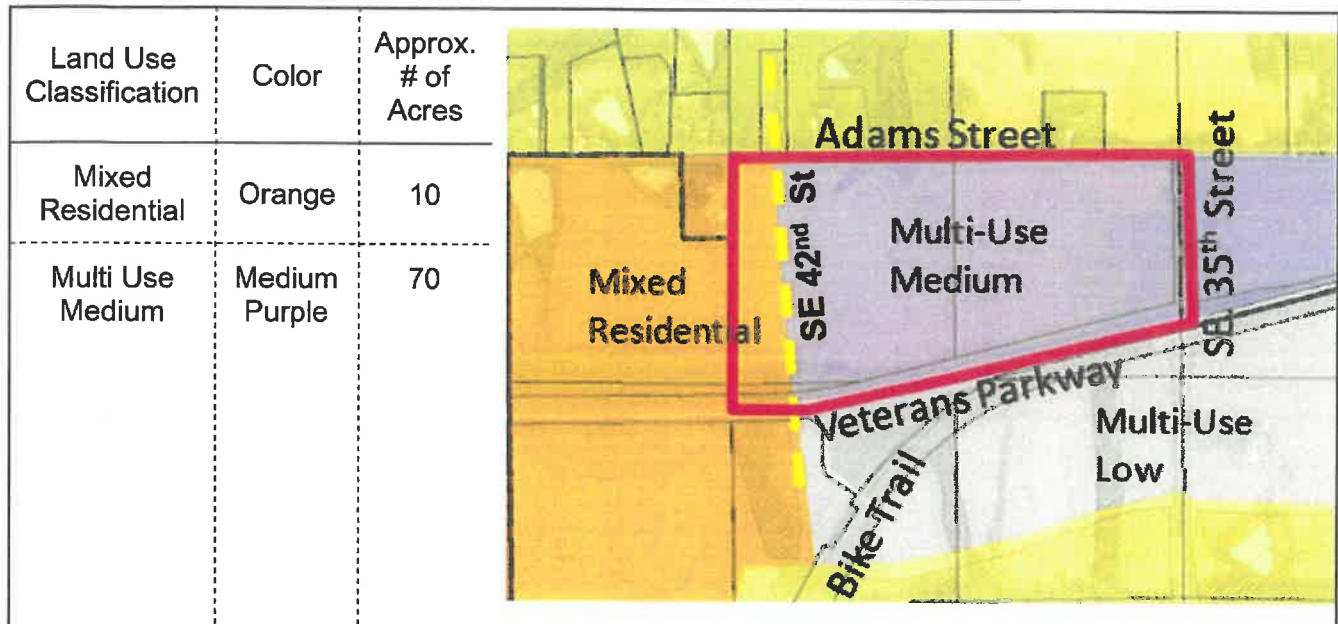 Land Use
Classification
Color
Approx.
# of
Acres
Mixed
Residential
Orange
10
Multi Use
Medium
Medium
Purple
70
Adams Street
SE 42nd St
Multi-Use
Medium
SE 35th Street
Mixed
Residential
Veterans Parkway
Multi-Use
Low
Bike Trail